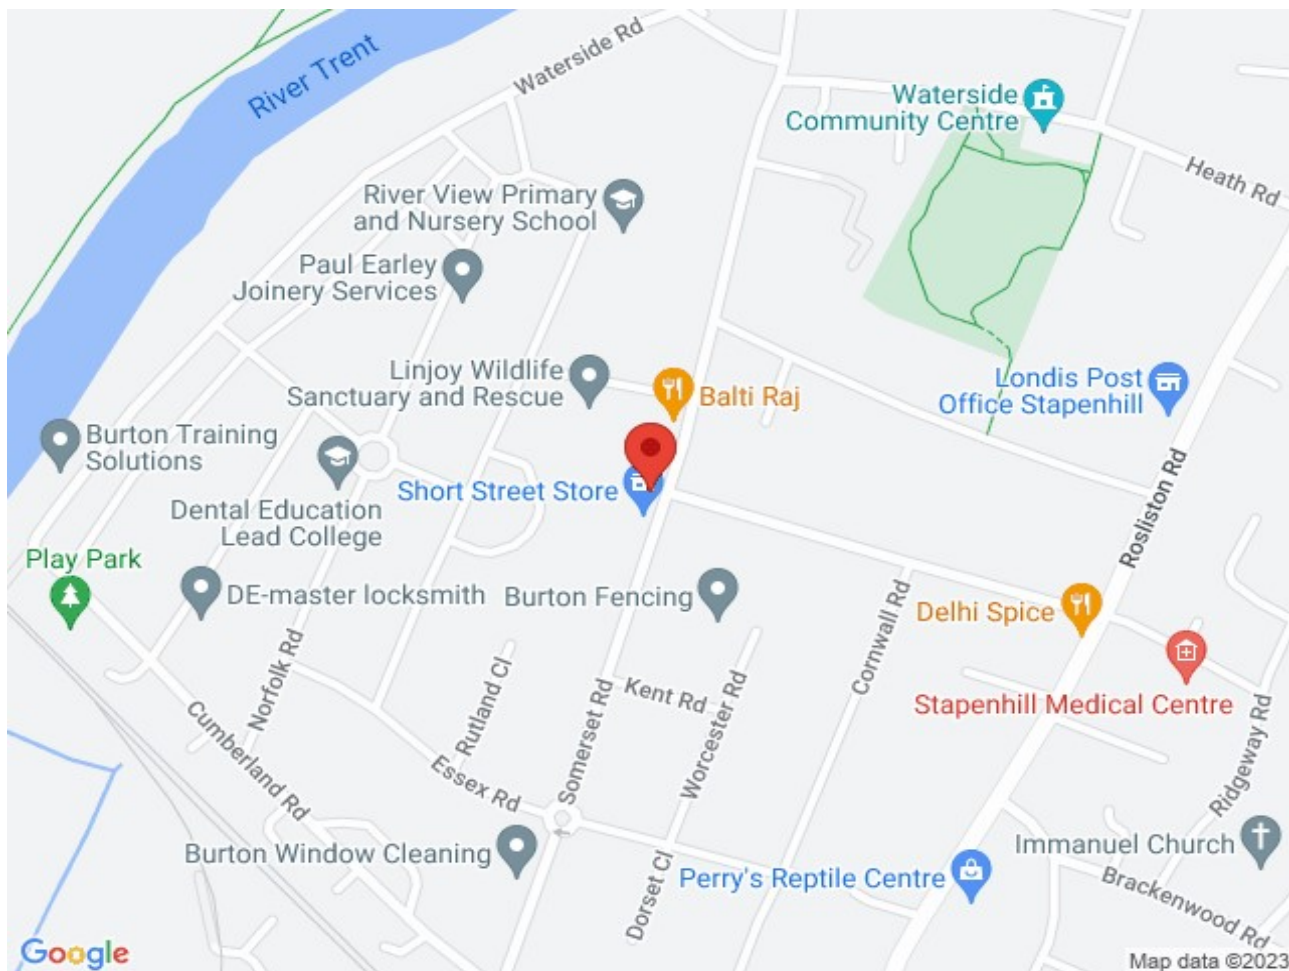 Waterside Rd
River Trent
Waterside
Community Centre
Heath Rd
River View Primary
and Nursery School
Paul Earley
Joinery Services
Linjoy Wildlife
Sanctuary and Rescue
Balti Raj
Londis Post
Office Stapenhill
Burton Training
Solutions
Short Street Store
Dental Education
Lead College
Rosliston Rd
Play Park
DE-master locksmith
Burton Fencing
Delhi Spice
Cornwall Rd
Stapenhill Medical Centre
Norfolk Rd
Rutland Cl
Kent Rd
Somerset Rd
Worcester Rd
Ridgeway Rd
Cumberland Rd
Essex Rd
Burton Window Cleaning
Dorset Cl
Perry's Reptile Centre
Immanuel Church
Brackenwood Rd
Google
Map data ©2023